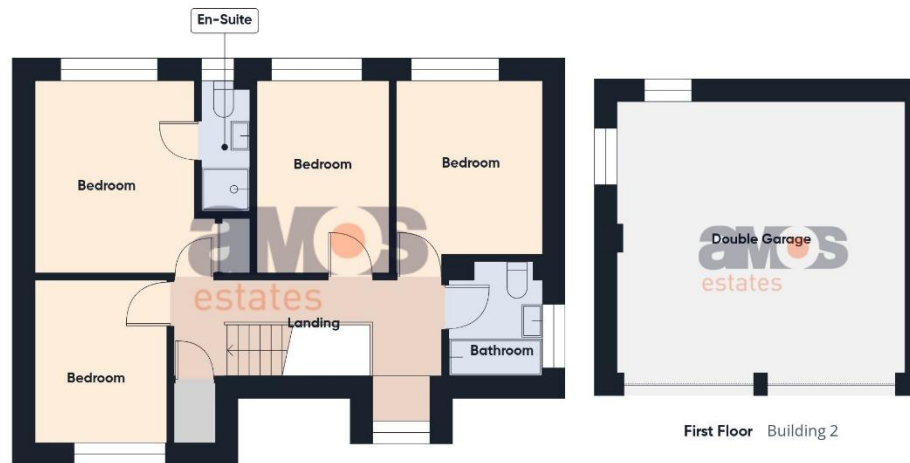 En-Suite
Bedroom
Bedroom
Bedroom
aMOS
estates
Landing
Bedroom
Bathroom
Double Garage
aMOS
estates
First Floor Building 2